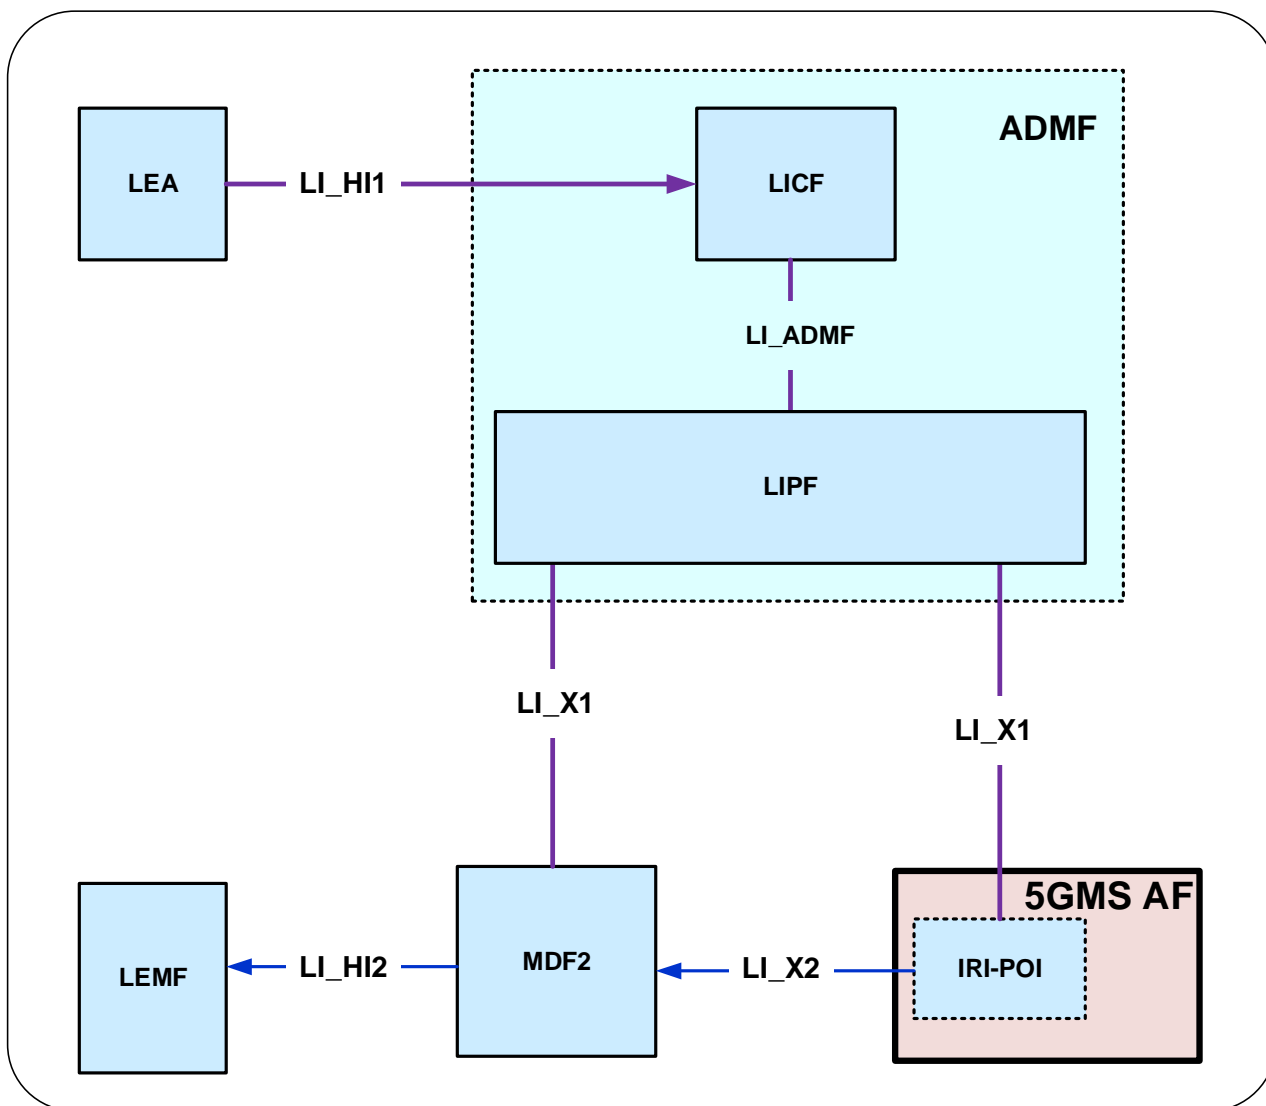 ADMF
LEA
LI_HI1
LICF
LI_ADMF
LIPF
LI_X1
LI_X1
5GMS AF
LEMF
LI_HI2
MDF2
LI_X2
IRI-POI